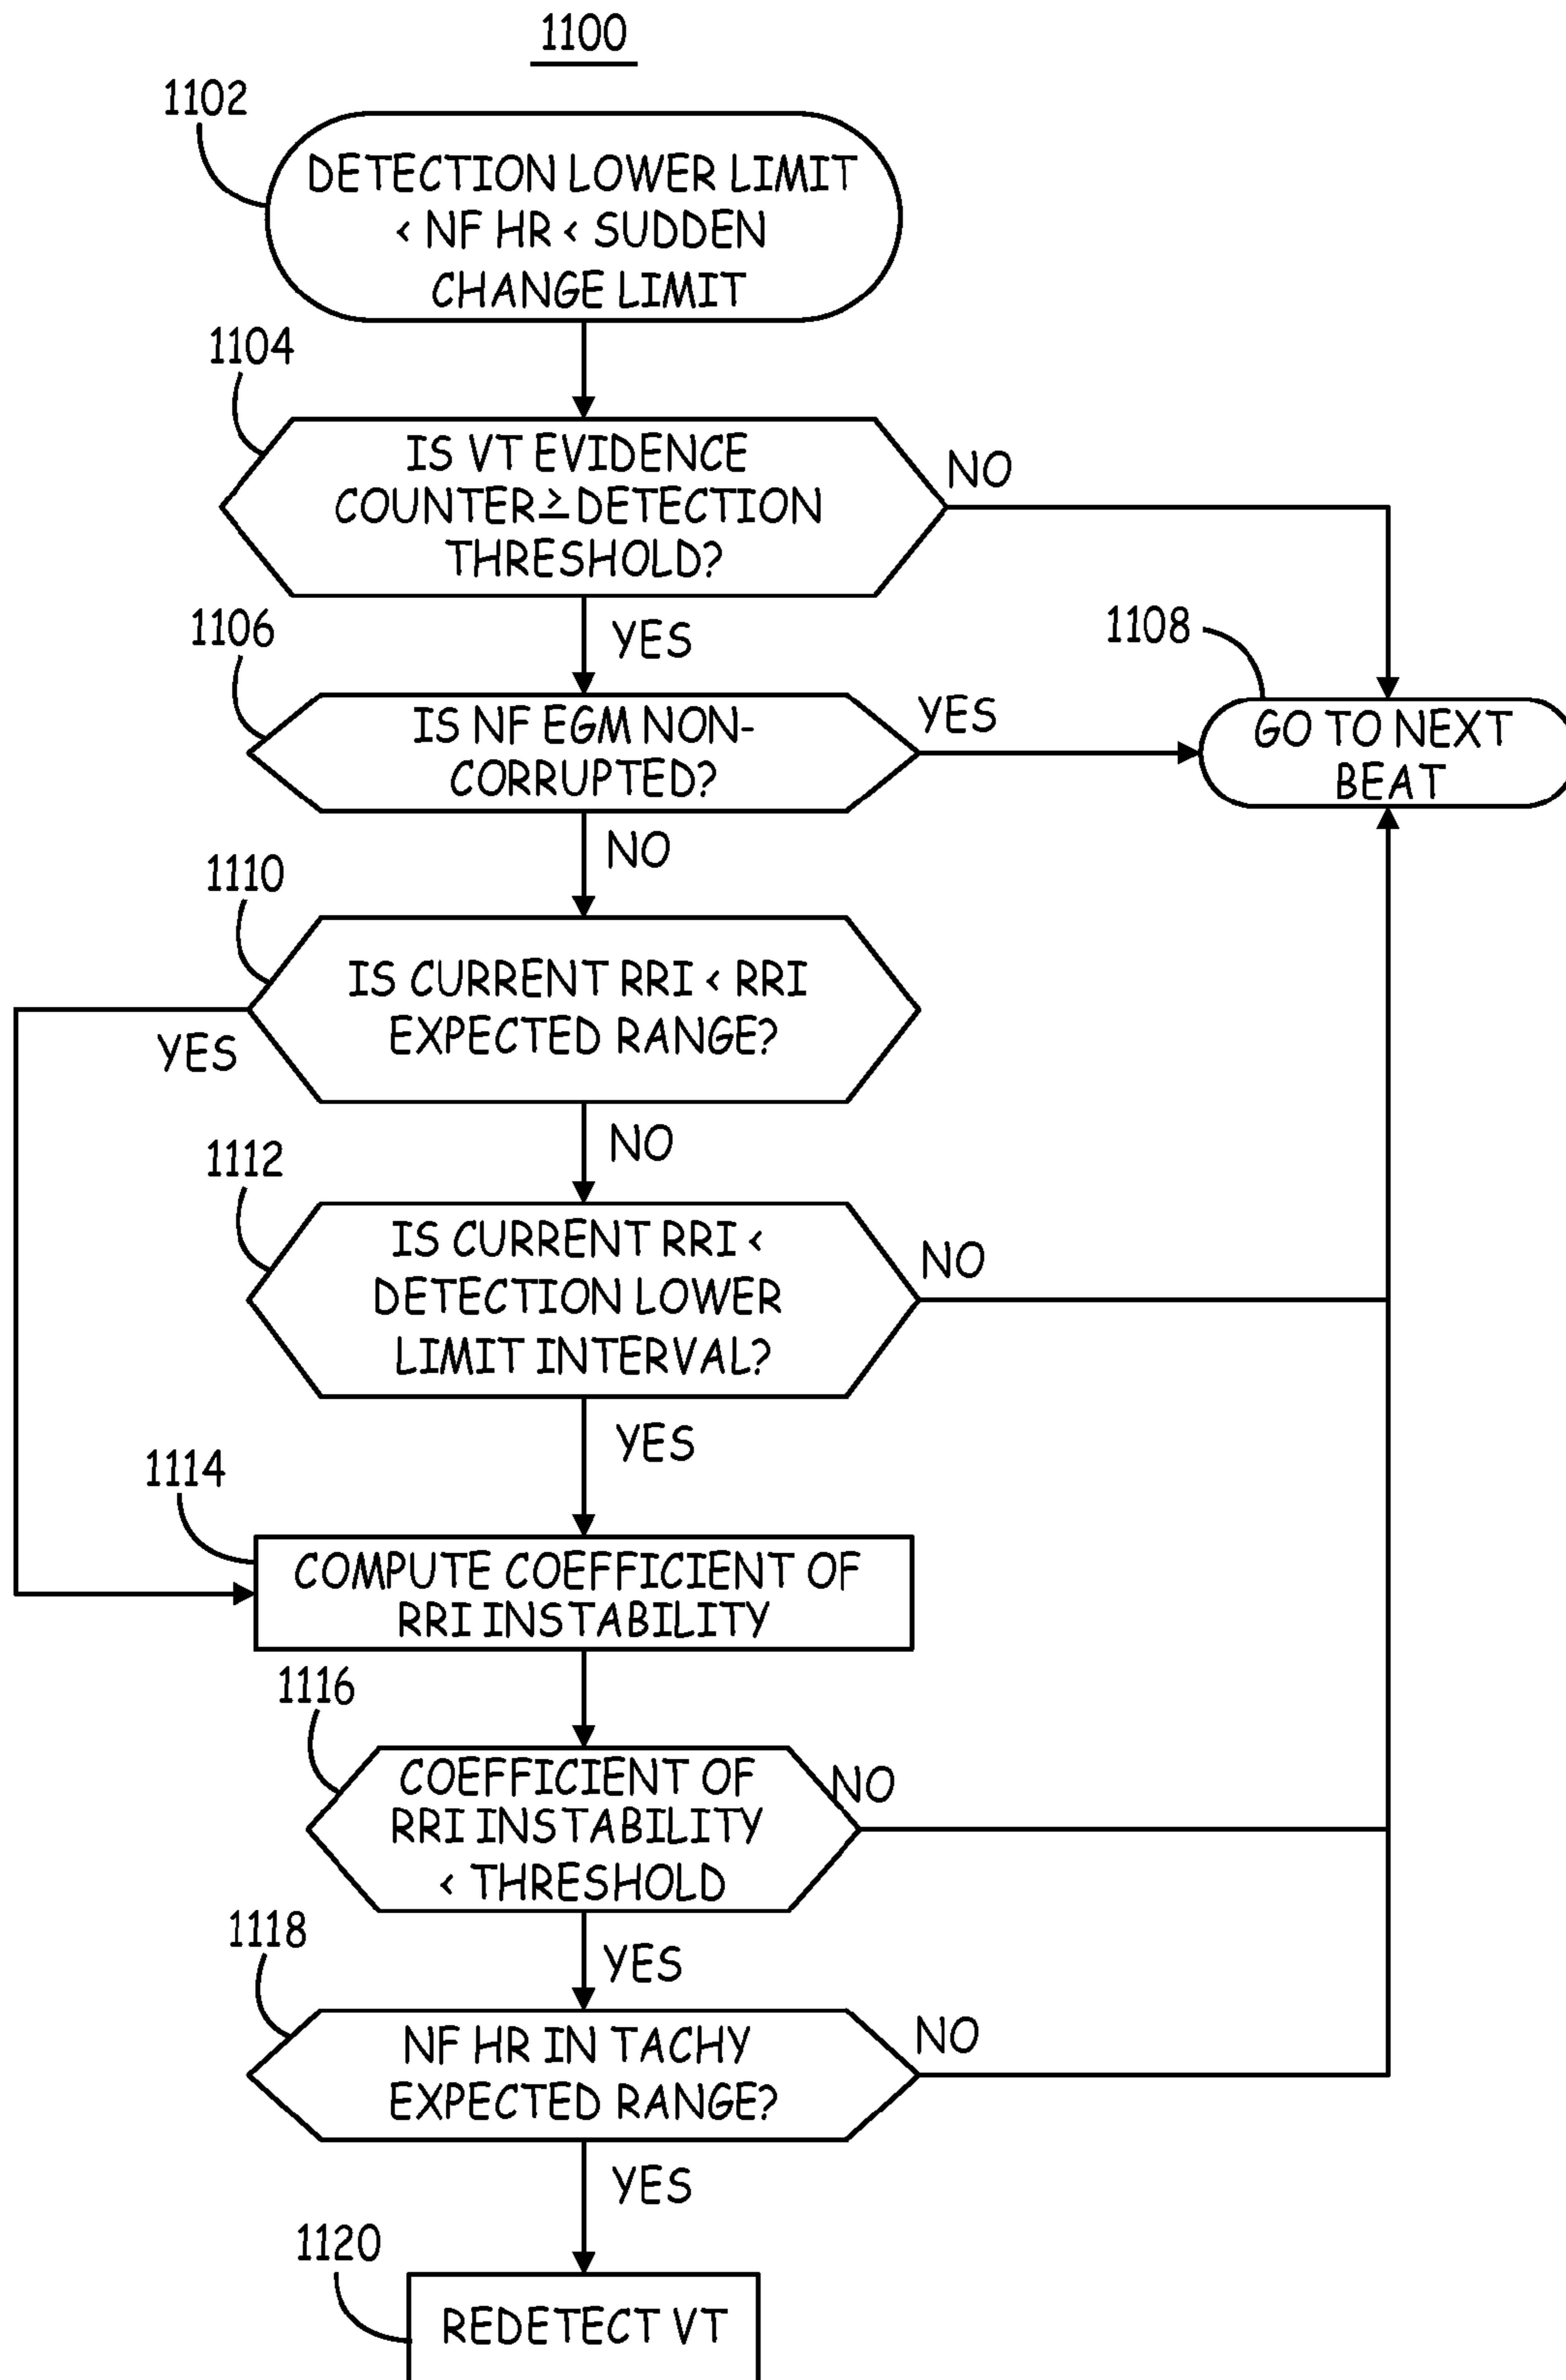 1100
1102
DETECTION LOWER LIMIT
< NF HR < SUDDEN
CHANGE LIMIT
1104
IS VT EVIDENCE
COUNTER ≥ DETECTION
THRESHOLD?
NO
YES
1106
IS NF EGM NON-
CORRUPTED?
YES
1108
GO TO NEXT
BEAT
NO
1110
IS CURRENT RRI < RRI
EXPECTED RANGE?
YES
NO
1112
IS CURRENT RRI <
DETECTION LOWER
LIMIT INTERVAL?
NO
YES
1114
COMPUTE COEFFICIENT OF
RRI INSTABILITY
1116
COEFFICIENT OF
RRI INSTABILITY
< THRESHOLD
NO
YES
1118
NF HR IN TACHY
EXPECTED RANGE?
NO
YES
1120
REDETECT VT